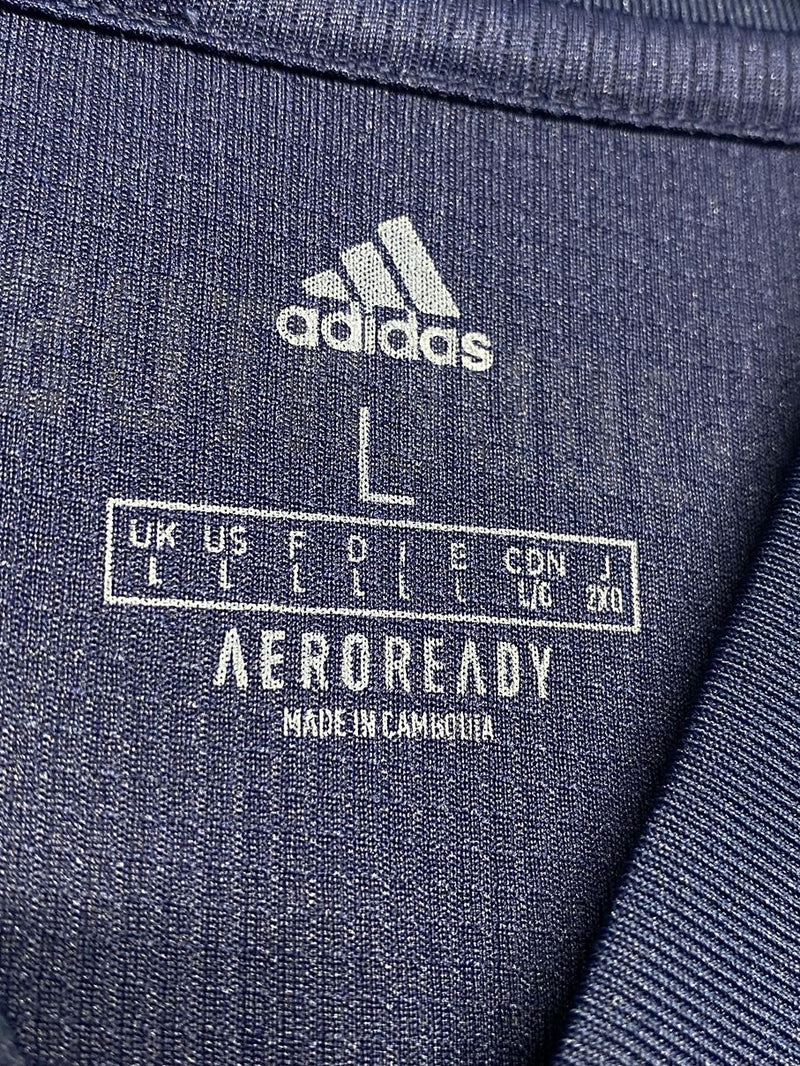 adidas
L
UK US F D I E CDN J
L L L L L L L/G 2XO
AEROREADY
MADE IN CAMBODIA